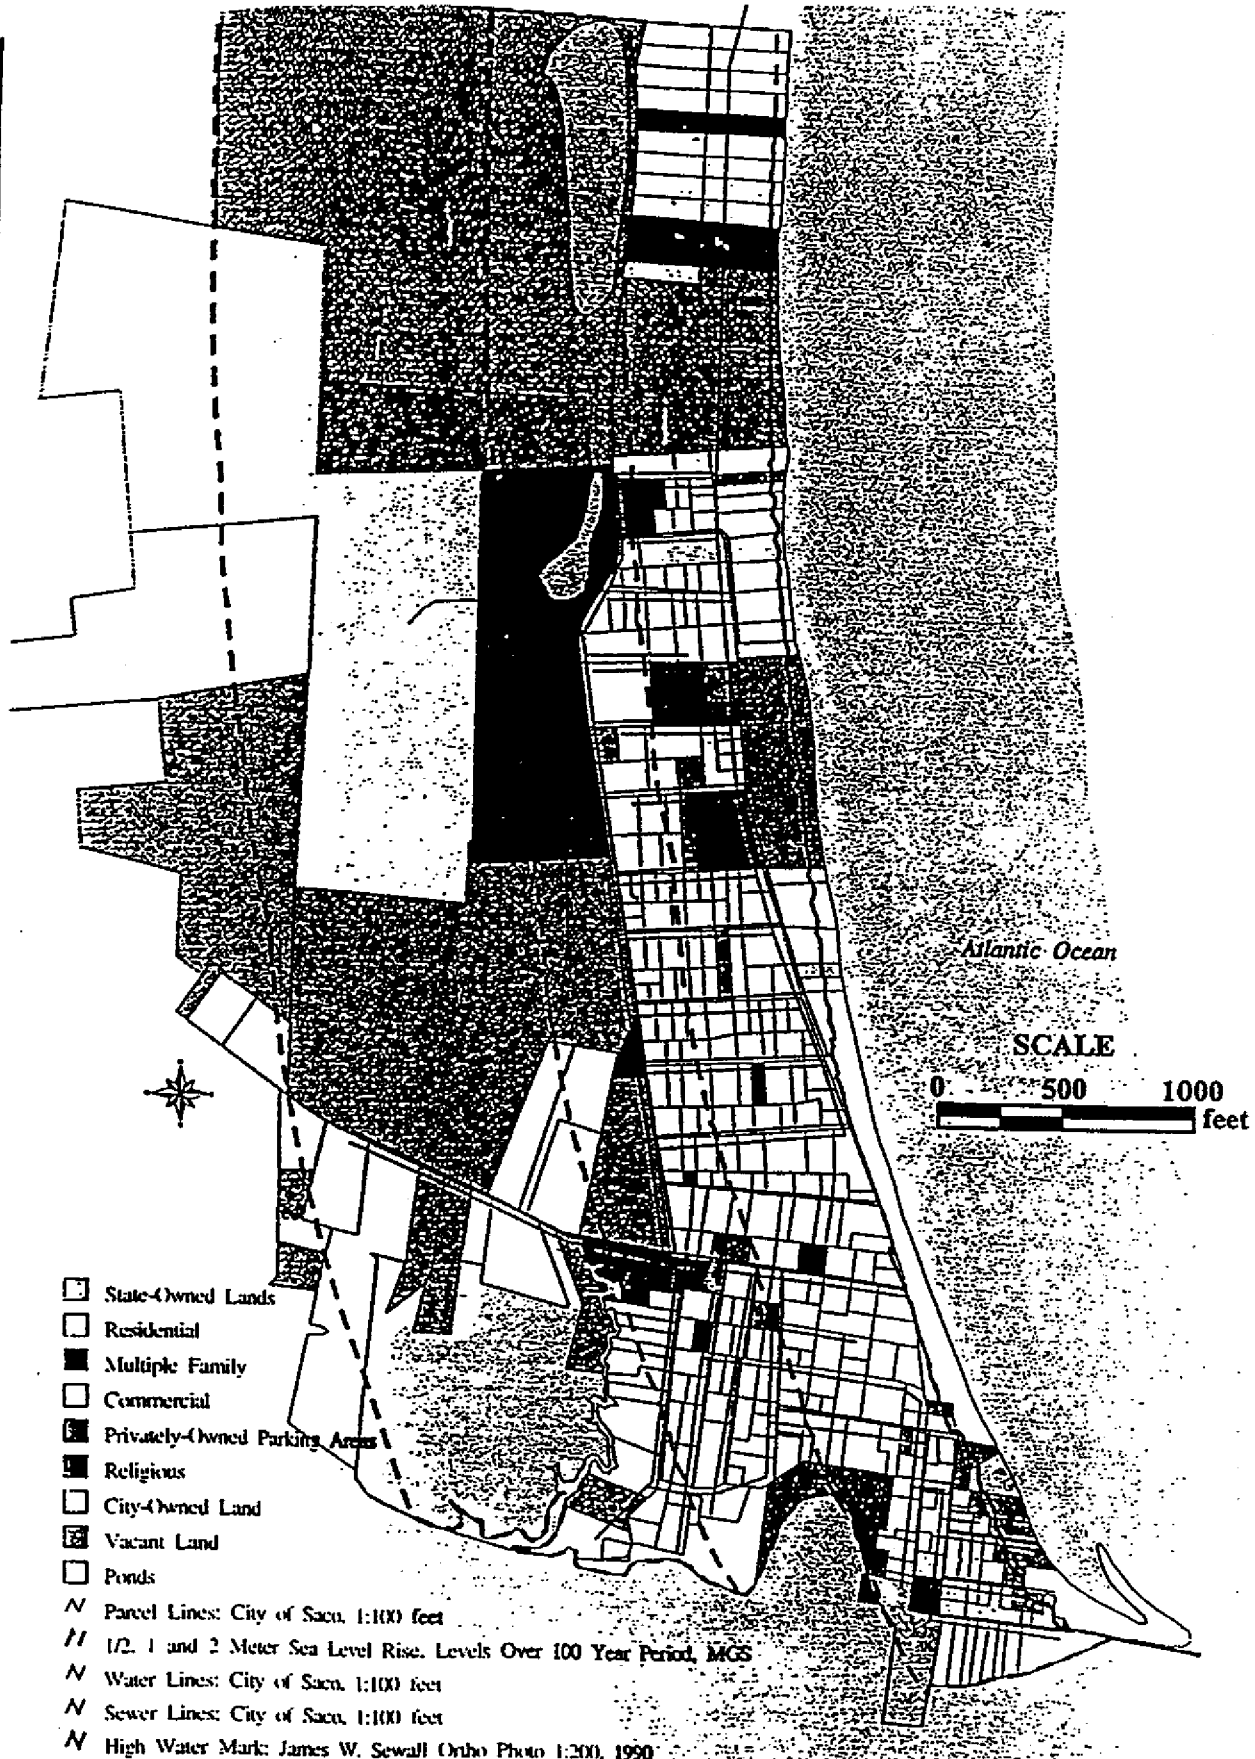 Atlantic Ocean
SCALE
0 500 1000
feet
State-Owned Lands
Residential
Multiple Family
Commercial
Privately-Owned Parking Areas
Religious
City-Owned Land
Vacant Land
Ponds
Parcel Lines: City of Saco, 1:100 feet
1/2, 1 and 2 Meter Sea Level Rise. Levels Over 100 Year Period, MGS
Water Lines: City of Saco, 1:100 feet
Sewer Lines: City of Saco, 1:100 feet
High Water Mark: James W. Sewall Ortho Photo 1:200, 1990